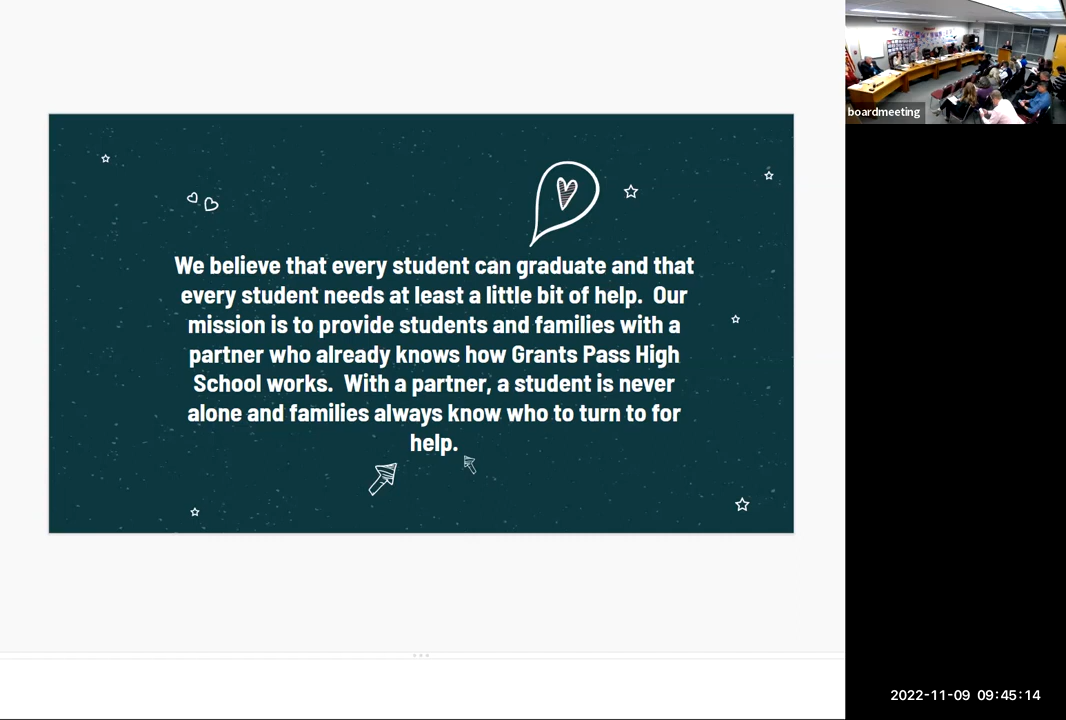 boardmeeting
We believe that every student can graduate and that
every student needs at least a little bit of help.  Our
mission is to provide students and families with a
partner who already knows how Grants Pass High
School works.  With a partner, a student is never
alone and families always know who to turn to for
help.
2022-11-09 09:45:14